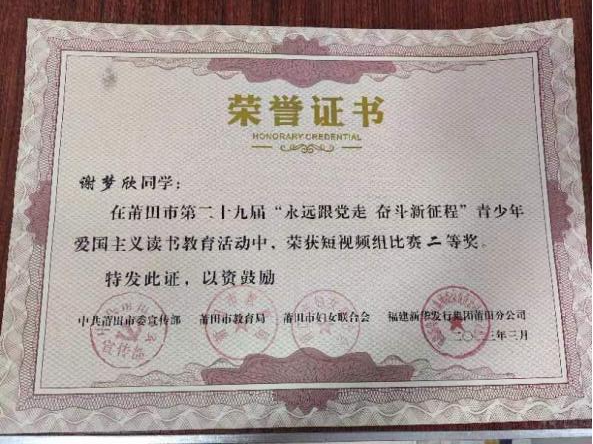 荣誉证书
HONORARY CREDENTIAL
谢梦欣同学：
在莆田市第二十九届“永远跟党走 奋斗新征程”青少年
爱国主义读书教育活动中，荣获短视频组比赛二等奖。
特发此证，以资鼓励
中共莆田市委宣传部 莆田市教育局 莆田市妇女联合会 福建新华发行集团莆田分公司
二〇二三年三月
宣传部